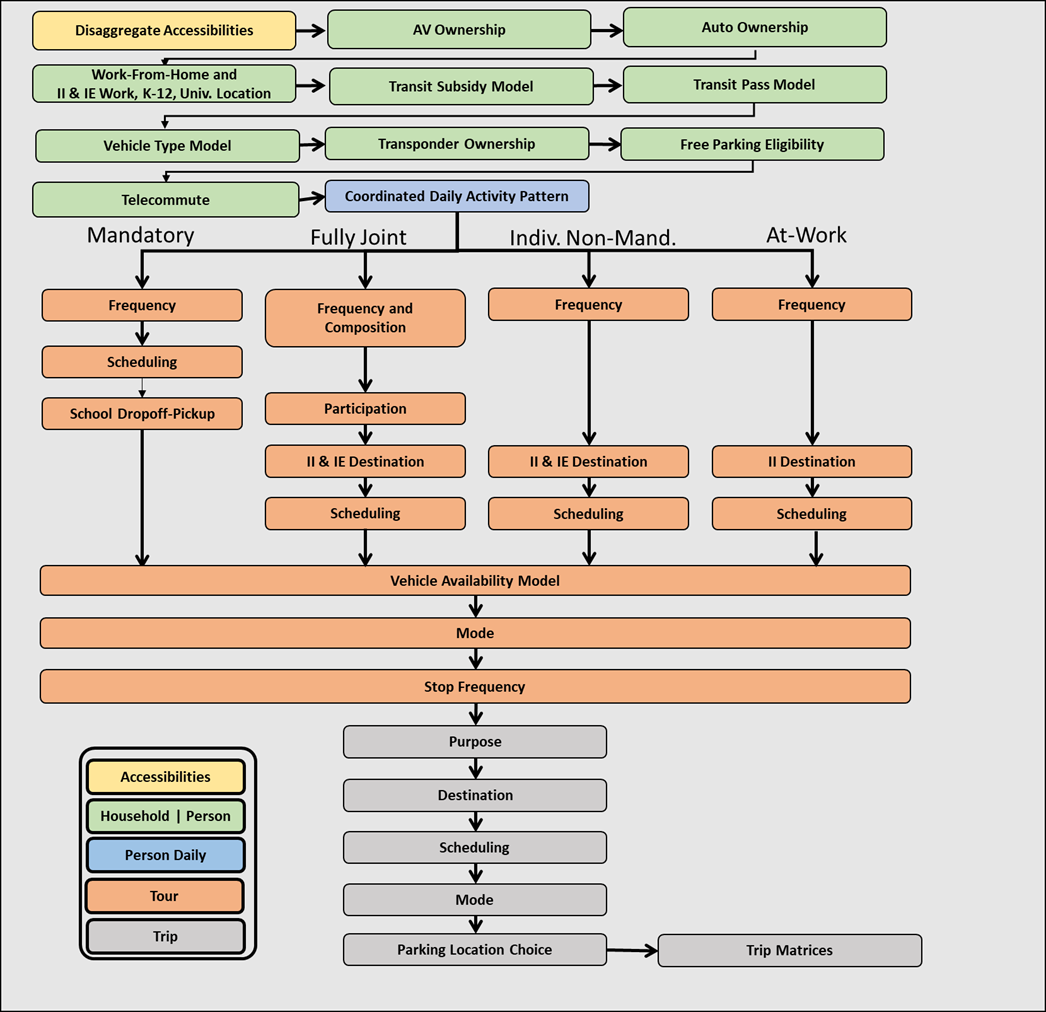 Disaggregate Accessibilities
AV Ownership
Auto Ownership
Work-From-Home and
II & IE Work, K-12, Univ. Location
Transit Subsidy Model
Transit Pass Model
Vehicle Type Model
Transponder Ownership
Free Parking Eligibility
Telecommute
Coordinated Daily Activity Pattern
Mandatory
Fully Joint
Indiv. Non-Mand.
At-Work
Frequency
Frequency and
Composition
Frequency
Frequency
Scheduling
School Dropoff-Pickup
Participation
II & IE Destination
II & IE Destination
II Destination
Scheduling
Scheduling
Scheduling
Vehicle Availability Model
Mode
Stop Frequency
Purpose
Destination
Scheduling
Mode
Parking Location Choice
Trip Matrices
Accessibilities
Household | Person
Person Daily
Tour
Trip